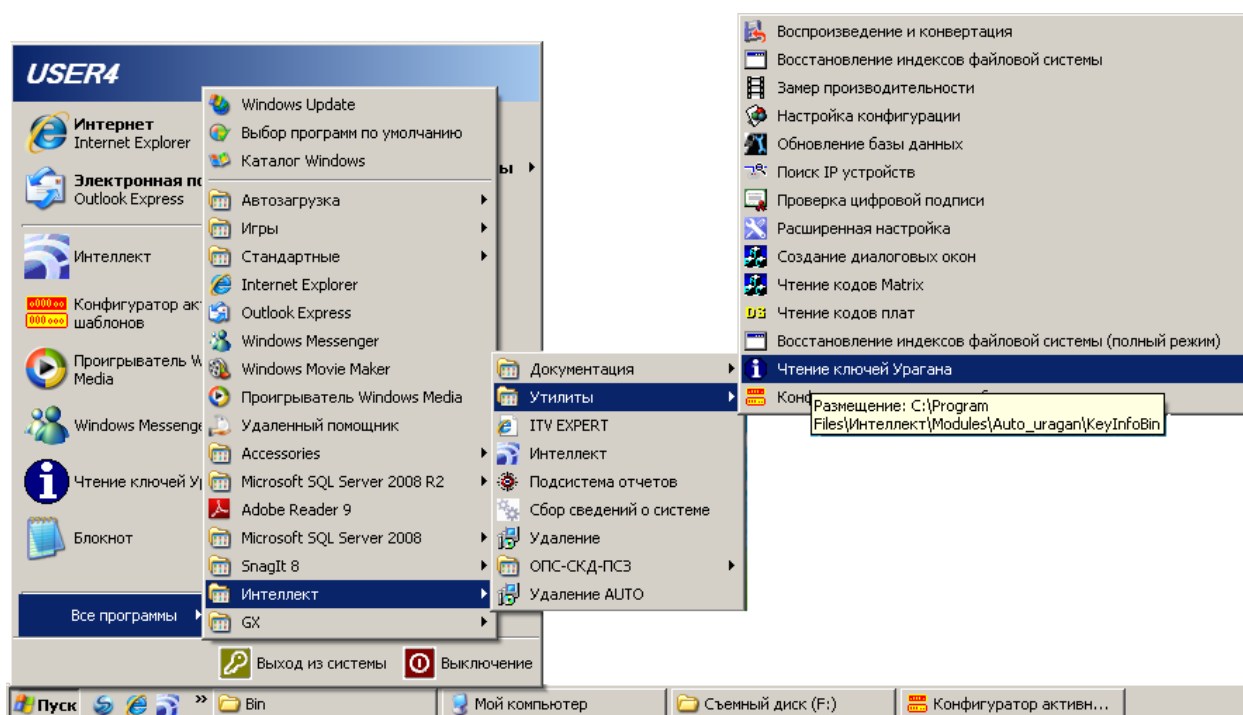 USER4
Интернет
Internet Explorer
Электронная по
Outlook Express
Интеллект
Конфигуратор ак
шаблонов
Проигрыватель W
Media
Windows Messenge
Чтение ключей У
Блокнот
Все программы
ы
Windows Update
Выбор программ по умолчанию
Каталог Windows
Автозагрузка
Игры
Стандартные
Internet Explorer
Outlook Express
Windows Messenger
Windows Movie Maker
Проигрыватель Windows Media
Удаленный помощник
Accessories
Microsoft SQL Server 2008 R2
Adobe Reader 9
Microsoft SQL Server 2008
SnagIt 8
Интеллект
GX
Документация
Утилиты
ITV EXPERT
Интеллект
Подсистема отчетов
Сбор сведений о системе
Удаление
ОПС-СКД-ПСЗ
Удаление AUTO
Воспроизведение и конвертация
Восстановление индексов файловой системы
Замер производительности
Настройка конфигурации
Обновление базы данных
Поиск IP устройств
Проверка цифровой подписи
Расширенная настройка
Создание диалоговых окон
Чтение кодов Matrix
Чтение кодов плат
Восстановление индексов файловой системы (полный режим)
Чтение ключей Урагана
Конф
Размещение: C:\Program
Files\Интеллект\Modules\Auto_uragan\KeyInfoBin
Выход из системы
Выключение
Пуск
»
Bin
Мой компьютер
Съемный диск (F:)
Конфигуратор активн...